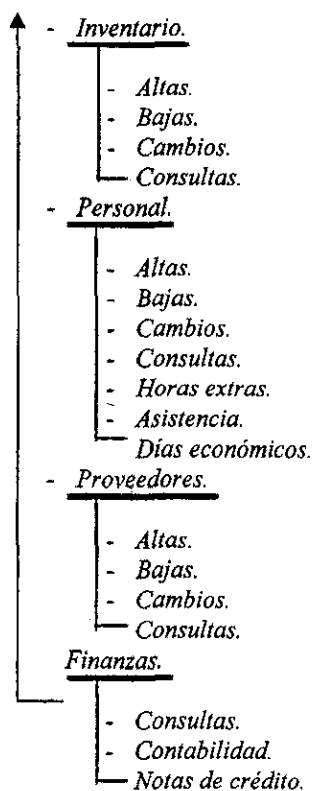 - Inventario.
- Altas.
- Bajas.
- Cambios.
- Consultas.
- Personal.
- Altas.
- Bajas.
- Cambios.
- Consultas.
- Horas extras.
- Asistencia.
Días económicos.
- Proveedores.
- Altas.
- Bajas.
- Cambios.
- Consultas.
Finanzas.
- Consultas.
- Contabilidad.
- Notas de crédito.